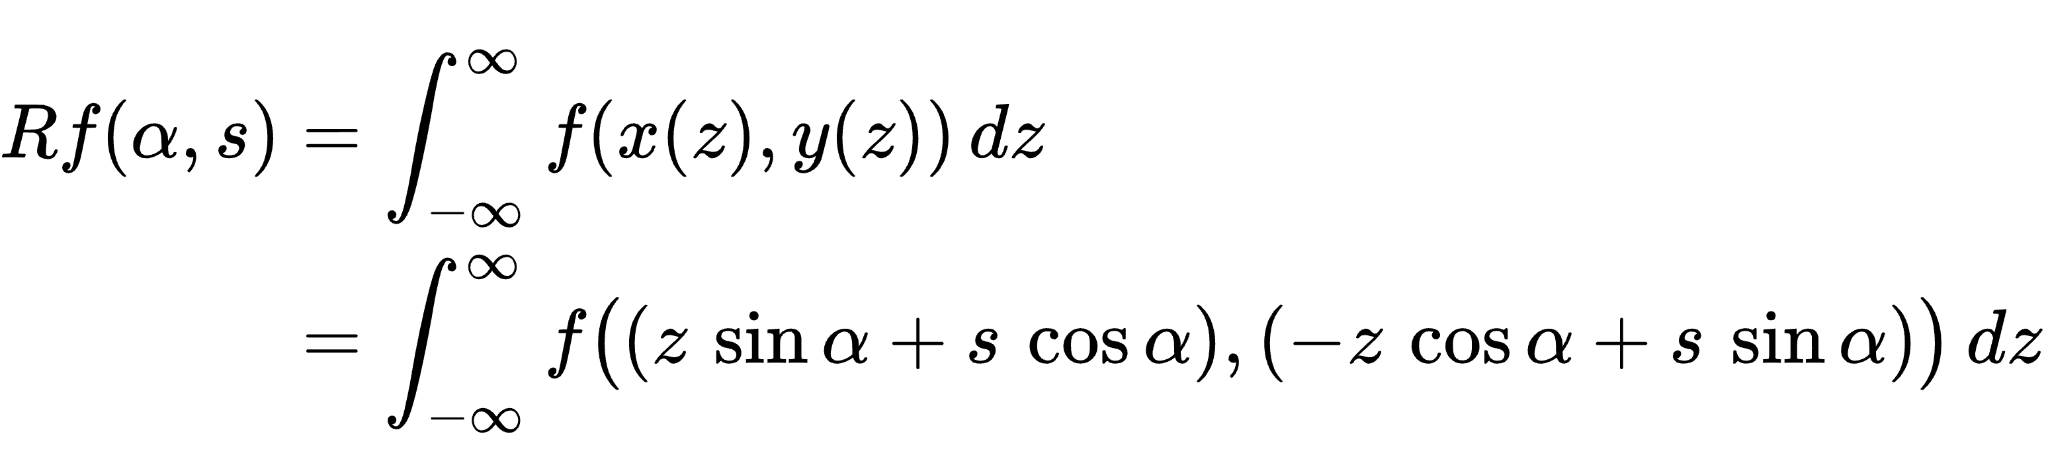 Rf(α, s) = ∫_{-∞}^{∞} f(x(z), y(z)) dz
= ∫_{-∞}^{∞} f((z sin α + s cos α), (−z cos α + s sin α)) dz